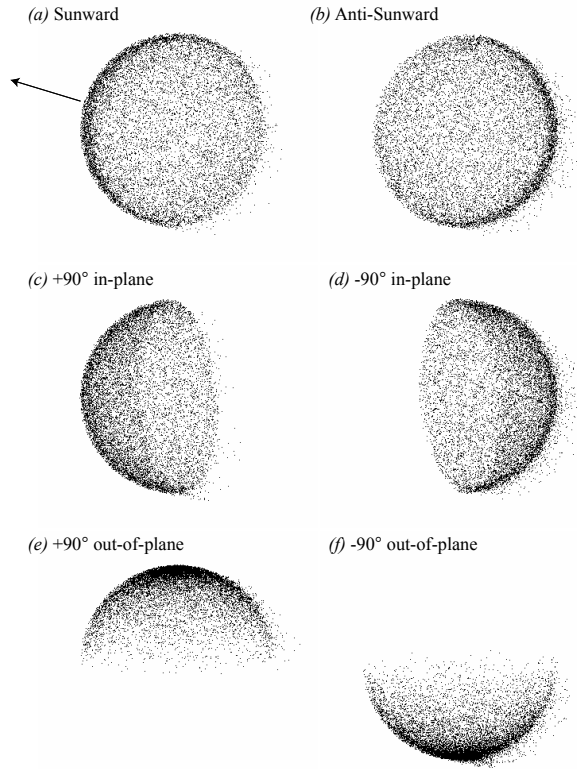 (a) Sunward
(b) Anti-Sunward
(c) +90° in-plane
(d) -90° in-plane
(e) +90° out-of-plane
(f) -90° out-of-plane